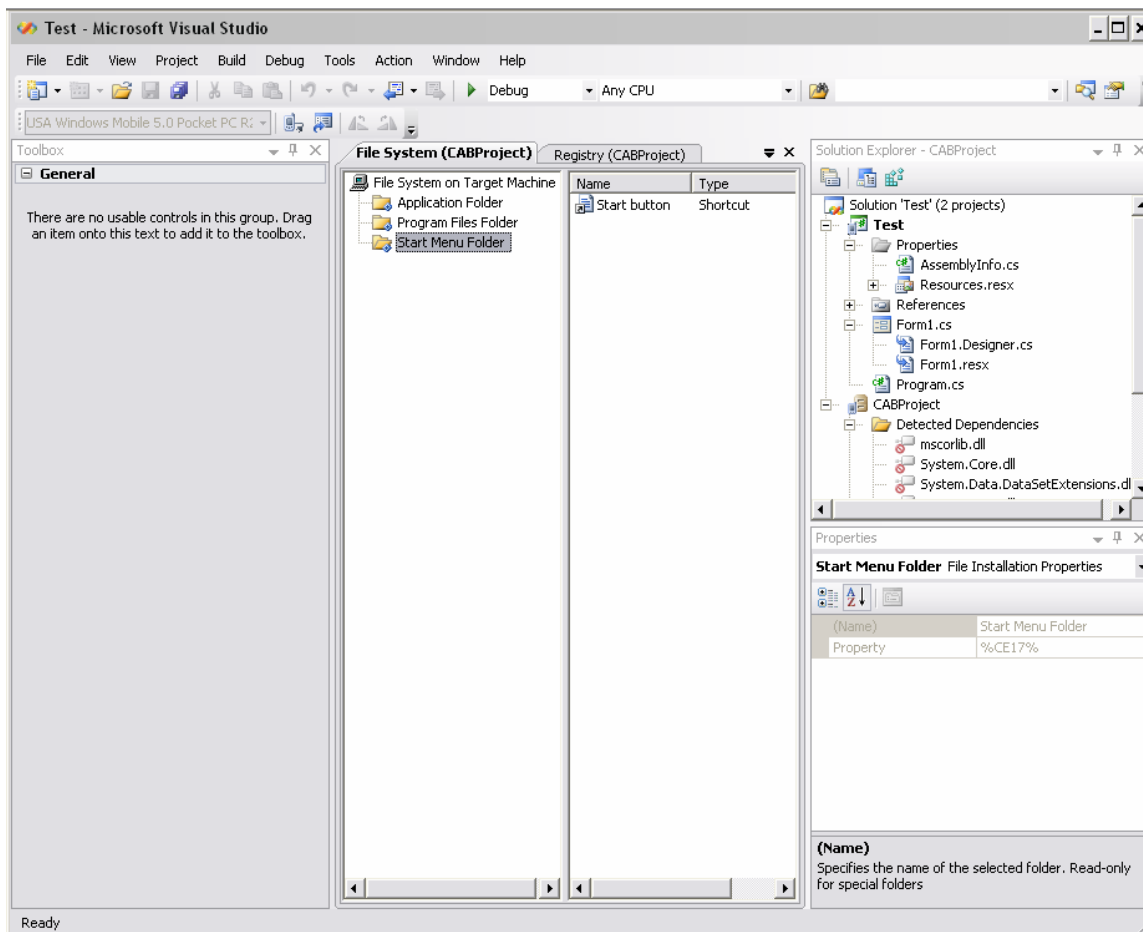 Test - Microsoft Visual Studio
File Edit View Project Build Debug Tools Action Window Help
Debug Any CPU
USA Windows Mobile 5.0 Pocket PC
Toolbox
General
There are no usable controls in this group. Drag
an item onto this text to add it to the toolbox.
File System (CABProject) Registry (CABProject)
File System on Target Machine
Application Folder
Program Files Folder
Start Menu Folder
Name Type
Start button Shortcut
Solution Explorer - CABProject
Solution 'Test' (2 projects)
Test
Properties
AssemblyInfo.cs
Resources.resx
References
Form1.cs
Form1.Designer.cs
Form1.resx
Program.cs
CABProject
Detected Dependencies
mscorlib.dll
System.Core.dll
System.Data.DataSetExtensions.dl
Properties
Start Menu Folder File Installation Properties
(Name) Start Menu Folder
Property %CE17%
(Name)
Specifies the name of the selected folder. Read-only
for special folders
Ready